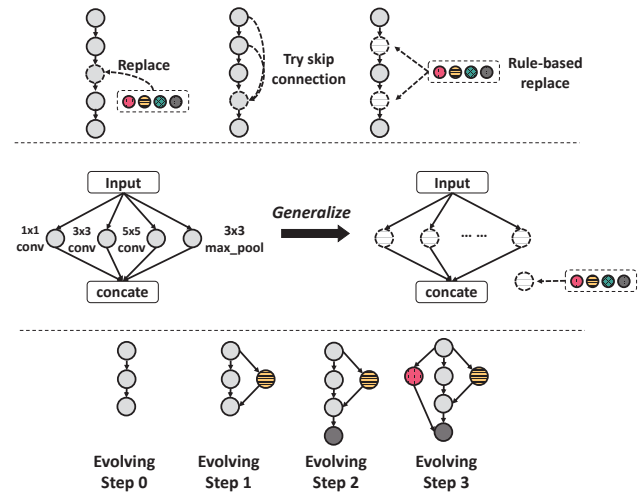 Replace
Try skip
connection
Rule-based
replace
Input
1x1
conv
3x3
conv
5x5
conv
3x3
max_pool
concate
Generalize
Input
... ...
concate
Evolving
Step 0
Evolving
Step 1
Evolving
Step 2
Evolving
Step 3